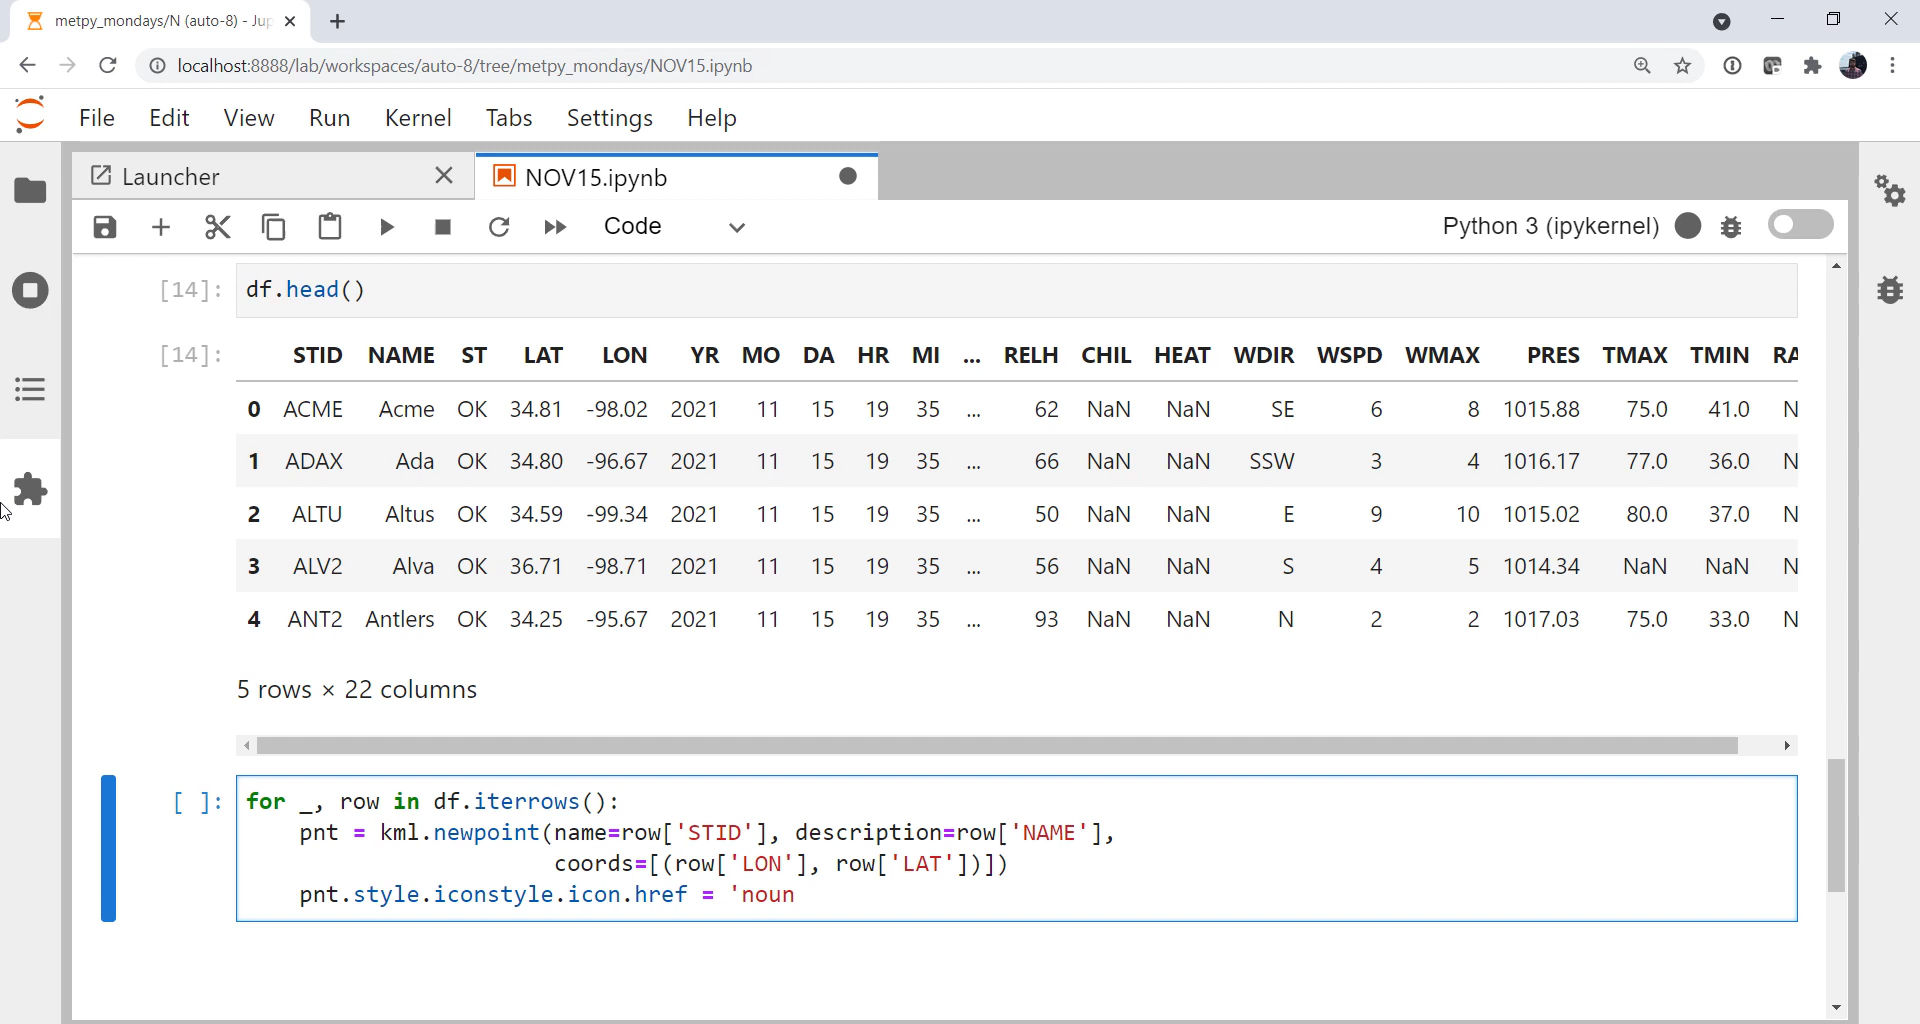 metpy_mondays/N (auto-8) - Jup
localhost:8888/lab/workspaces/auto-8/tree/metpy_mondays/NOV15.ipynb
File Edit View Run Kernel Tabs Settings Help
Launcher NOV15.ipynb
Code Python 3 (ipykernel)
[14]: df.head()
[14]: STID NAME ST LAT LON YR MO DA HR MI ... RELH CHIL HEAT WDIR WSPD WMAX PRES TMAX TMIN RA
0 ACME Acme OK 34.81 -98.02 2021 11 15 19 35 ... 62 NaN NaN SE 6 8 1015.88 75.0 41.0 N
1 ADAX Ada OK 34.80 -96.67 2021 11 15 19 35 ... 66 NaN NaN SSW 3 4 1016.17 77.0 36.0 N
2 ALTU Altus OK 34.59 -99.34 2021 11 15 19 35 ... 50 NaN NaN E 9 10 1015.02 80.0 37.0 N
3 ALV2 Alva OK 36.71 -98.71 2021 11 15 19 35 ... 56 NaN NaN S 4 5 1014.34 NaN NaN N
4 ANT2 Antlers OK 34.25 -95.67 2021 11 15 19 35 ... 93 NaN NaN N 2 2 1017.03 75.0 33.0 N
5 rows × 22 columns
[ ]: for _, row in df.iterrows():
pnt = kml.newpoint(name=row['STID'], description=row['NAME'],
coords=[(row['LON'], row['LAT'])])
pnt.style.iconstyle.icon.href = 'noun